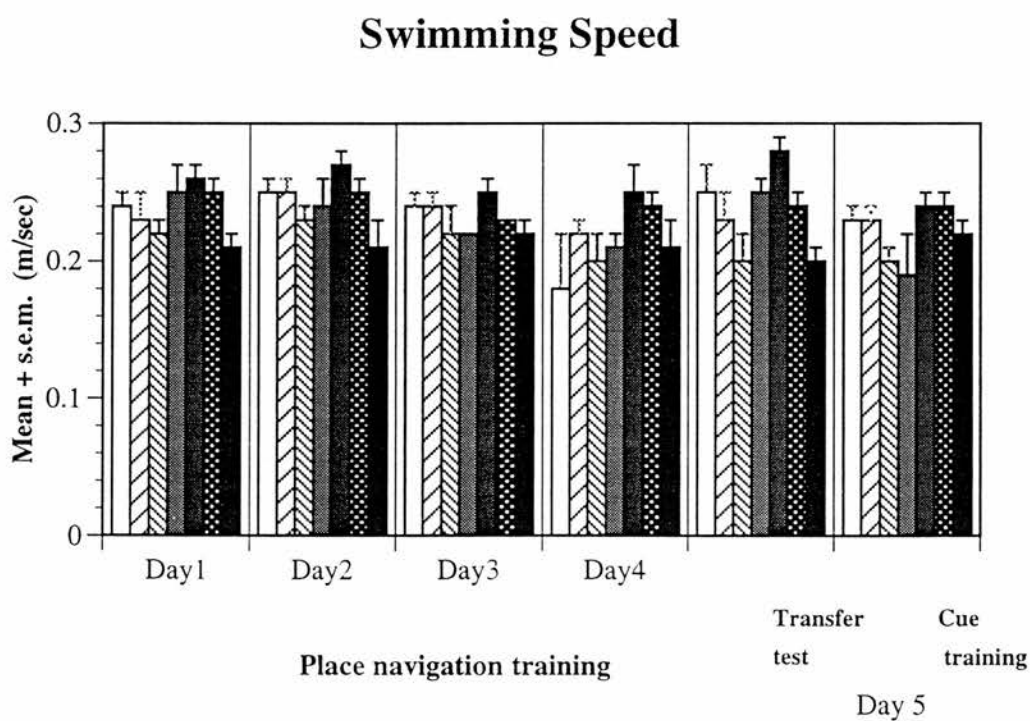 Swimming Speed
Mean + s.e.m. (m/sec)
0.3
0.2
0.1
0
Day1 Day2 Day3 Day4
Transfer Cue
test training
Place navigation training
Day 5